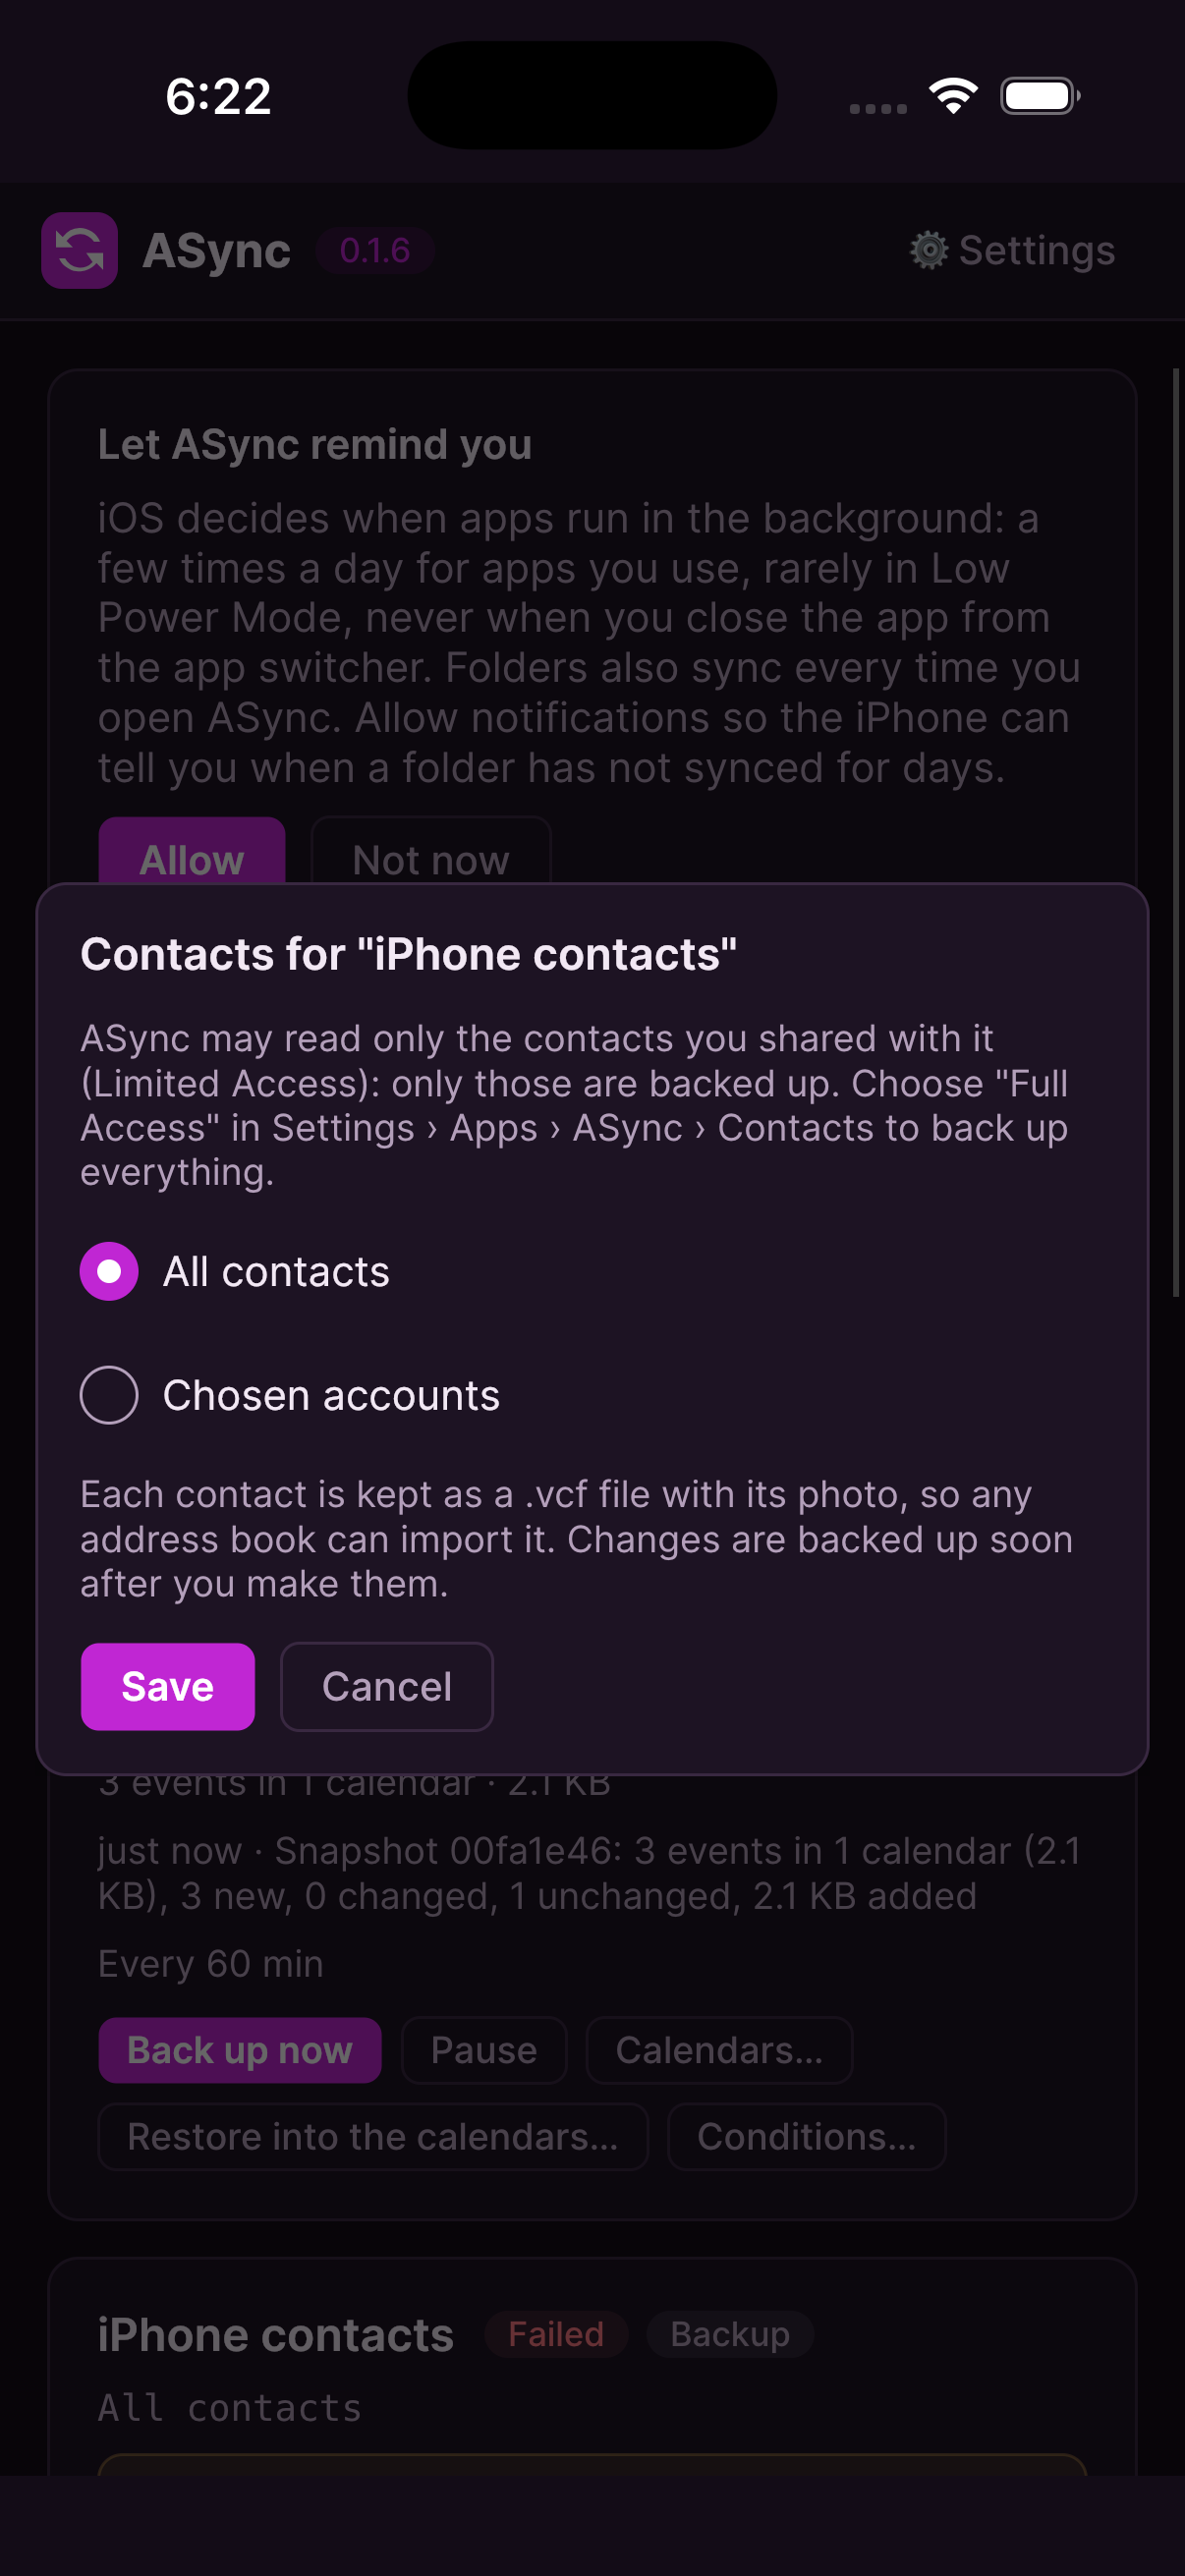 6:22
ASync 0.1.6 Settings
Let ASync remind you
iOS decides when apps run in the background: a
few times a day for apps you use, rarely in Low
Power Mode, never when you close the app from
the app switcher. Folders also sync every time you
open ASync. Allow notifications so the iPhone can
tell you when a folder has not synced for days.
Allow Not now
Contacts for "iPhone contacts"
ASync may read only the contacts you shared with it
(Limited Access): only those are backed up. Choose "Full
Access" in Settings › Apps › ASync › Contacts to back up
everything.
All contacts
Chosen accounts
Each contact is kept as a .vcf file with its photo, so any
address book can import it. Changes are backed up soon
after you make them.
Save Cancel
3 events in 1 calendar · 2.1 KB
just now · Snapshot 00fa1e46: 3 events in 1 calendar (2.1
KB), 3 new, 0 changed, 1 unchanged, 2.1 KB added
Every 60 min
Back up now Pause Calendars...
Restore into the calendars... Conditions...
iPhone contacts Failed Backup
All contacts